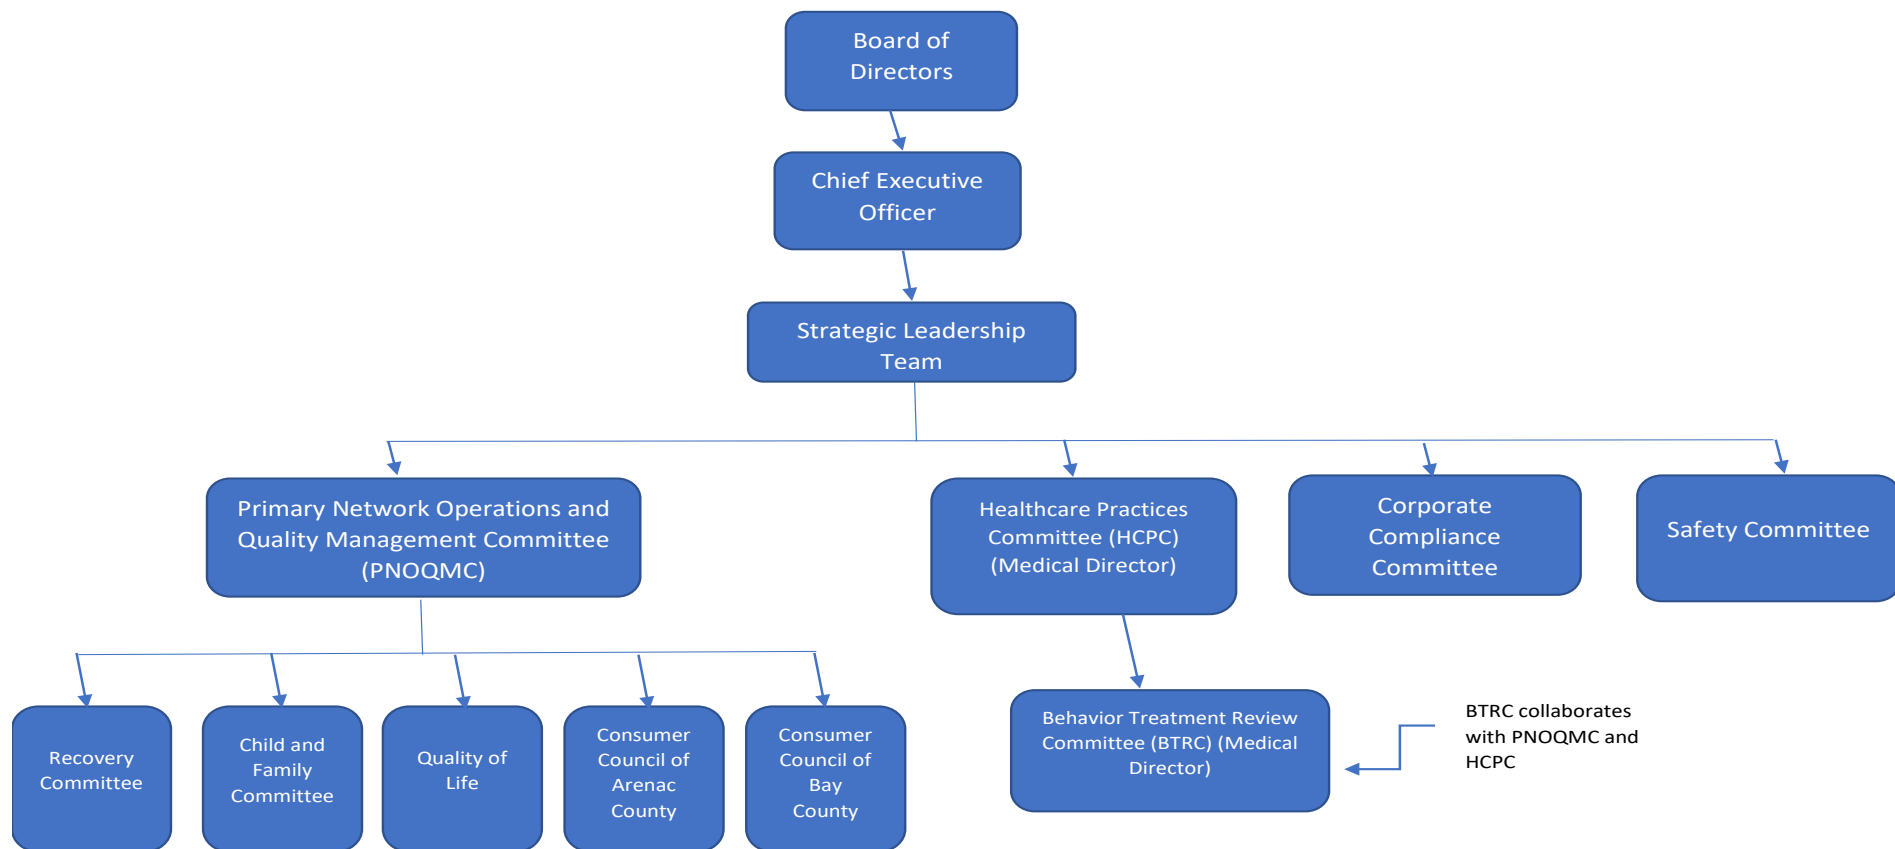 Board of
Directors
Chief Executive
Officer
Strategic Leadership
Team
Primary Network Operations and
Quality Management Committee
(PNOQMC)
Healthcare Practices
Committee (HCPC)
(Medical Director)
Corporate
Compliance
Committee
Safety Committee
Recovery
Committee
Child and
Family
Committee
Quality of
Life
Consumer
Council of
Arenac
County
Consumer
Council of
Bay
County
Behavior Treatment Review
Committee (BTRC) (Medical
Director)
BTRC collaborates
with PNOQMC and
HCPC